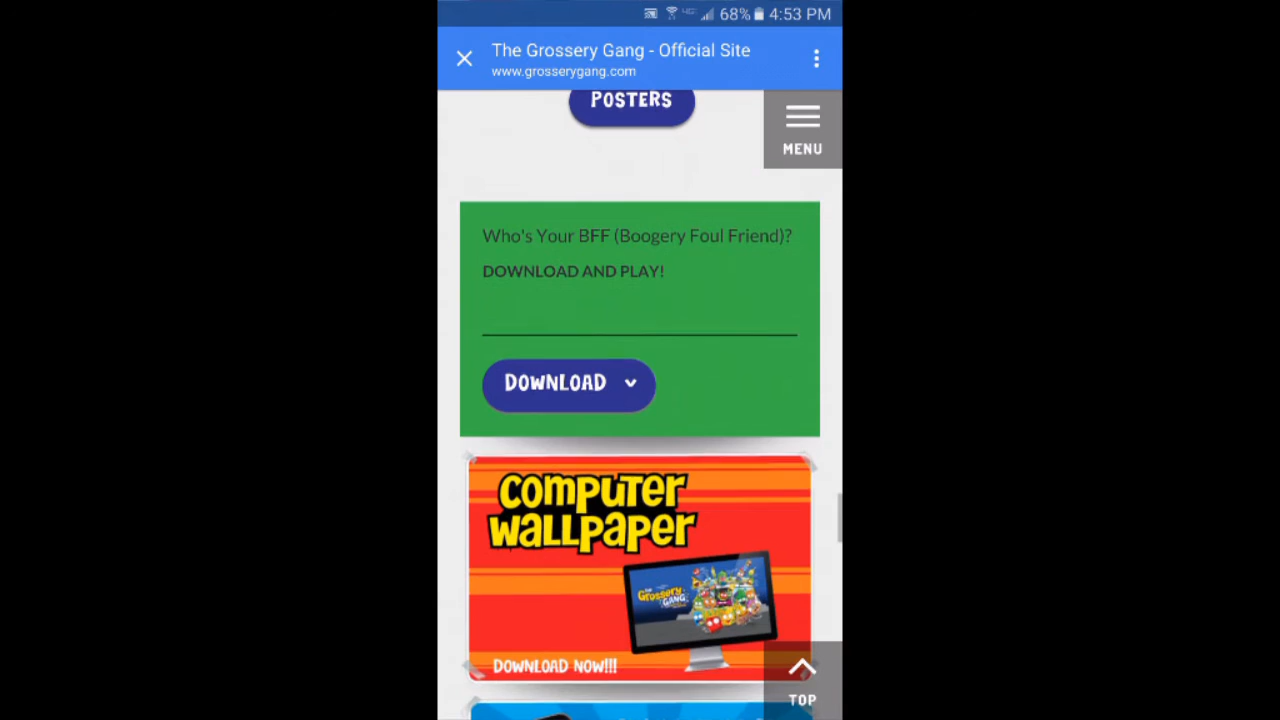 68% 4:53 PM
The Grossery Gang - Official Site
www.grosserygang.com
POSTERS
MENU
Who's Your BFF (Boogery Foul Friend)?
DOWNLOAD AND PLAY!
DOWNLOAD
COMPUTER
WALLPAPER
The
Grossery
GANG
DOWNLOAD NOW!!!
TOP